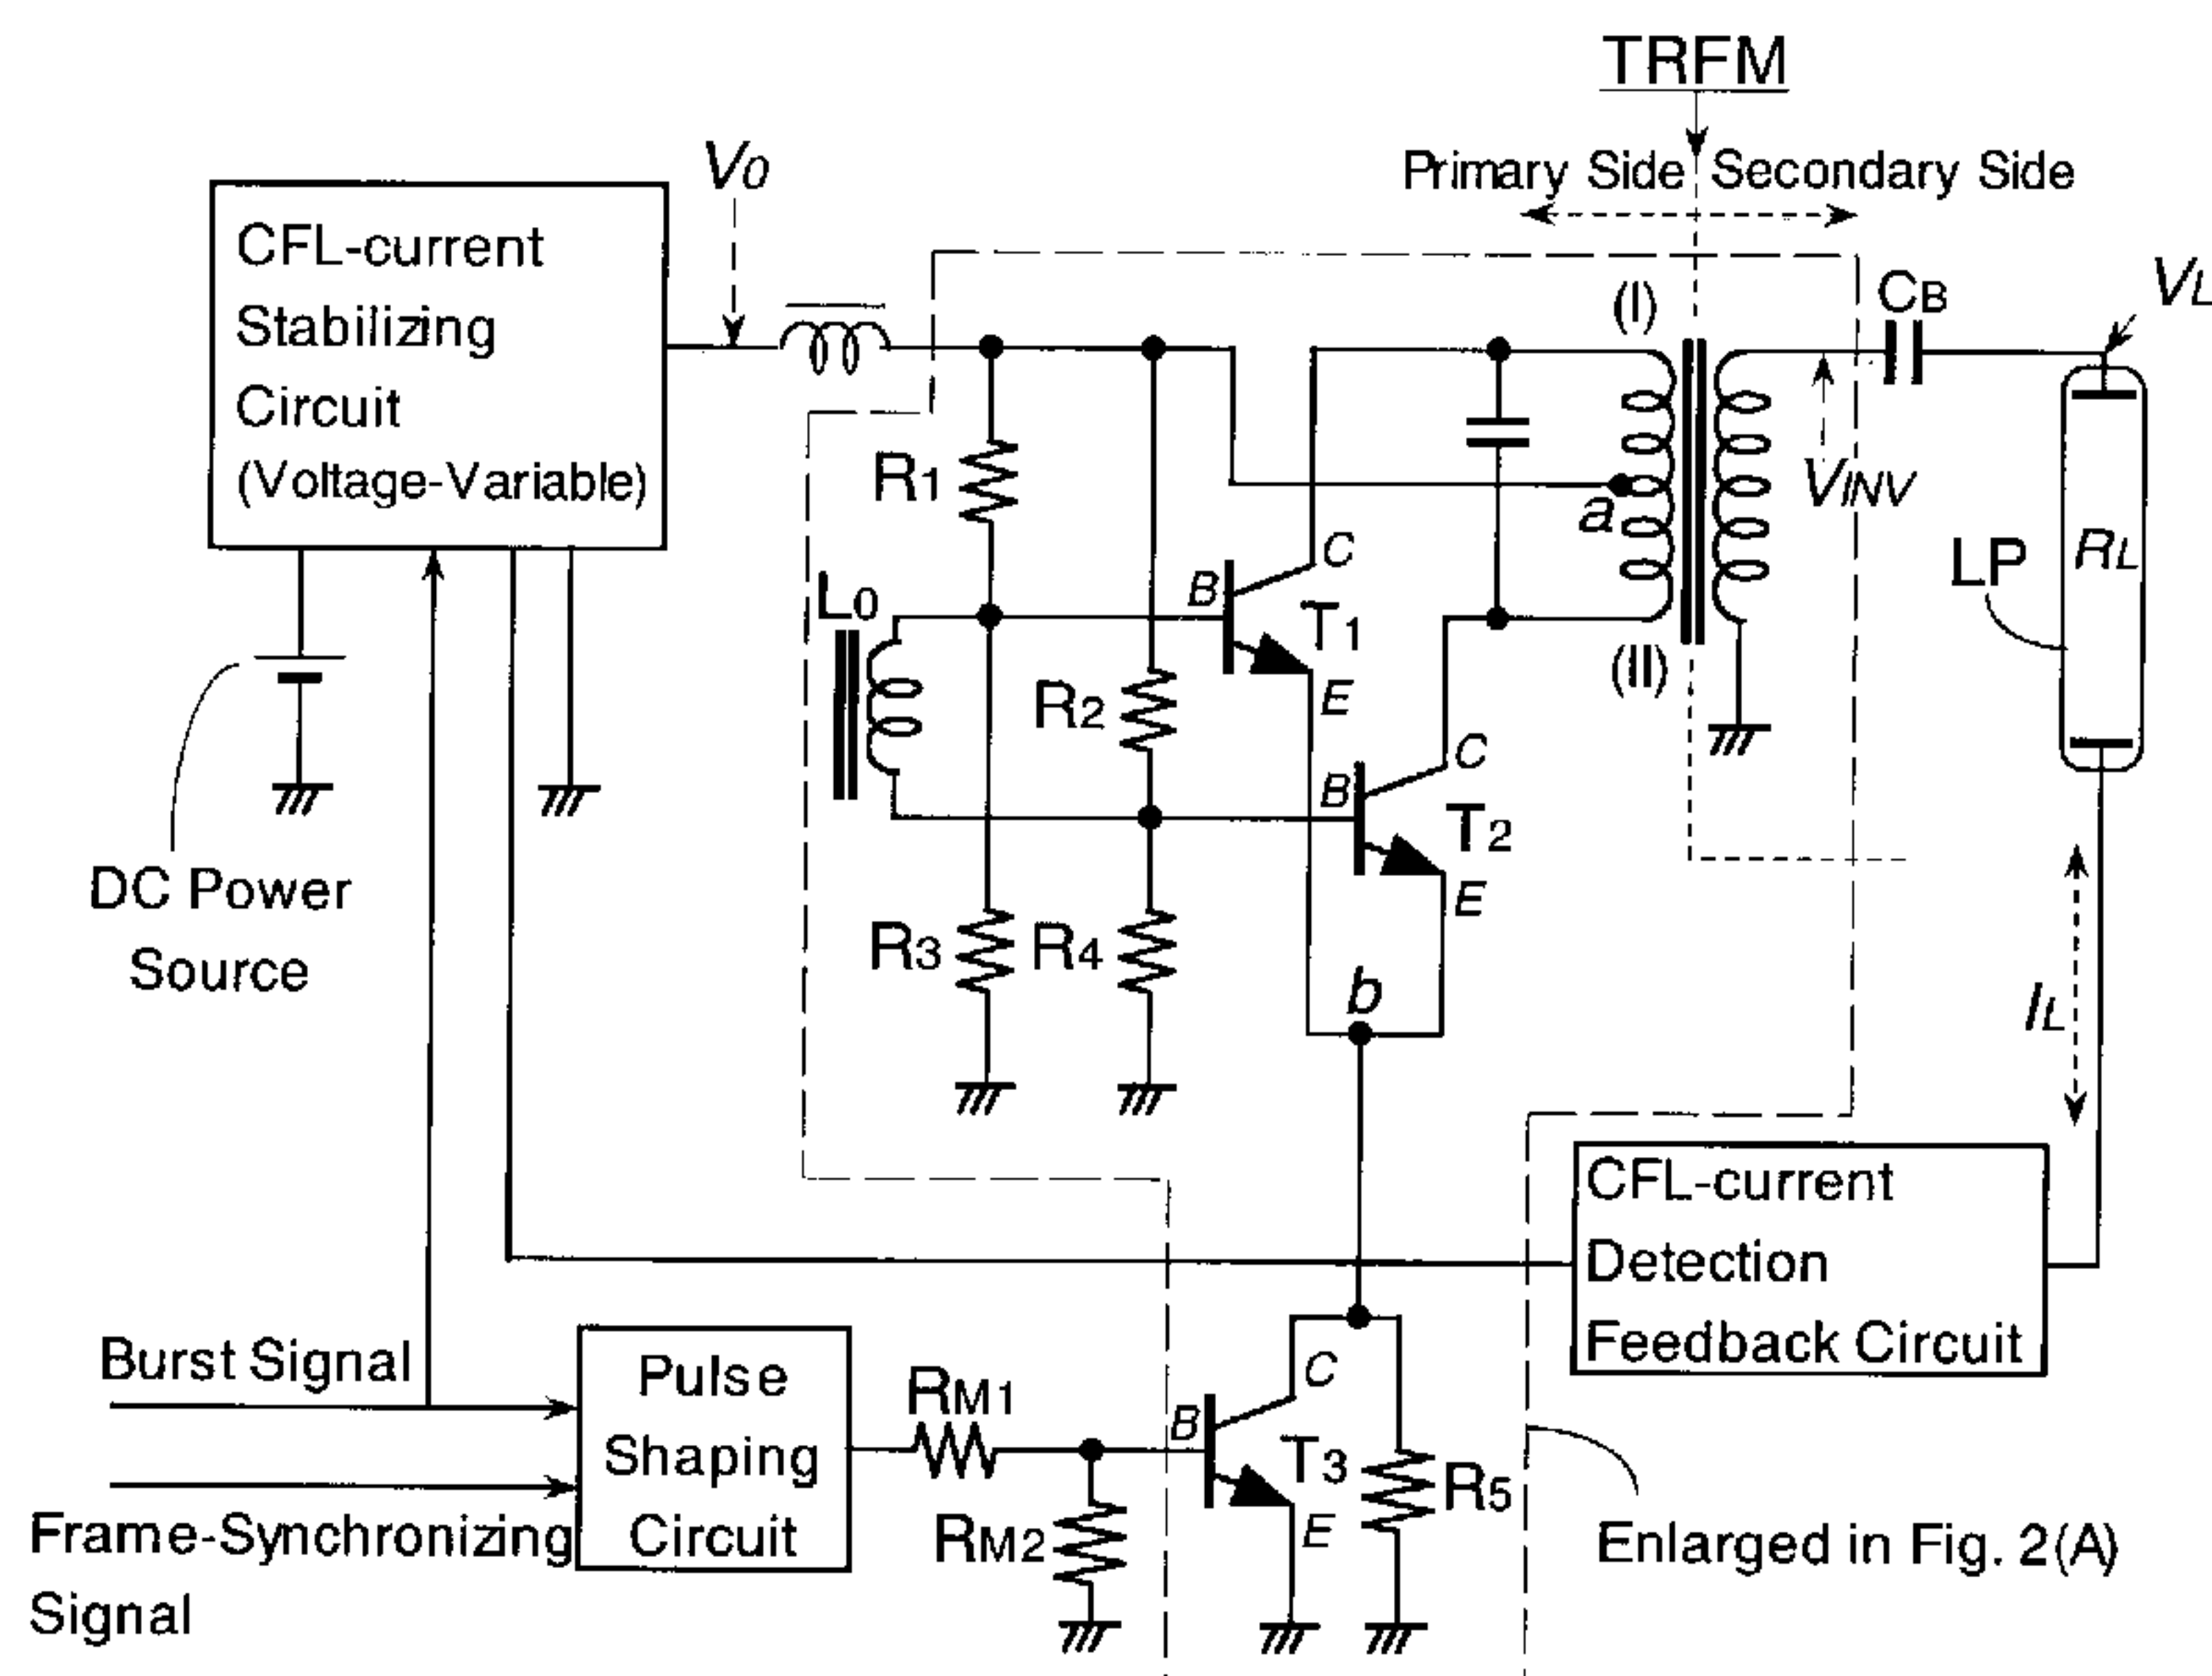 TRFM
Primary Side
Secondary Side
V0
CFL-current
Stabilizing
Circuit
(Voltage-Variable)
(I)
CB
VL
R1
a
VINV
RL
LP
L0
B
C
T1
E
(II)
R2
B
C
T2
E
DC Power
Source
R3
R4
b
IL
CFL-current
Detection
Feedback Circuit
Burst Signal
Frame-Synchronizing
Signal
Pulse
Shaping
Circuit
RM1
RM2
B
C
T3
E
R5
Enlarged in Fig. 2(A)